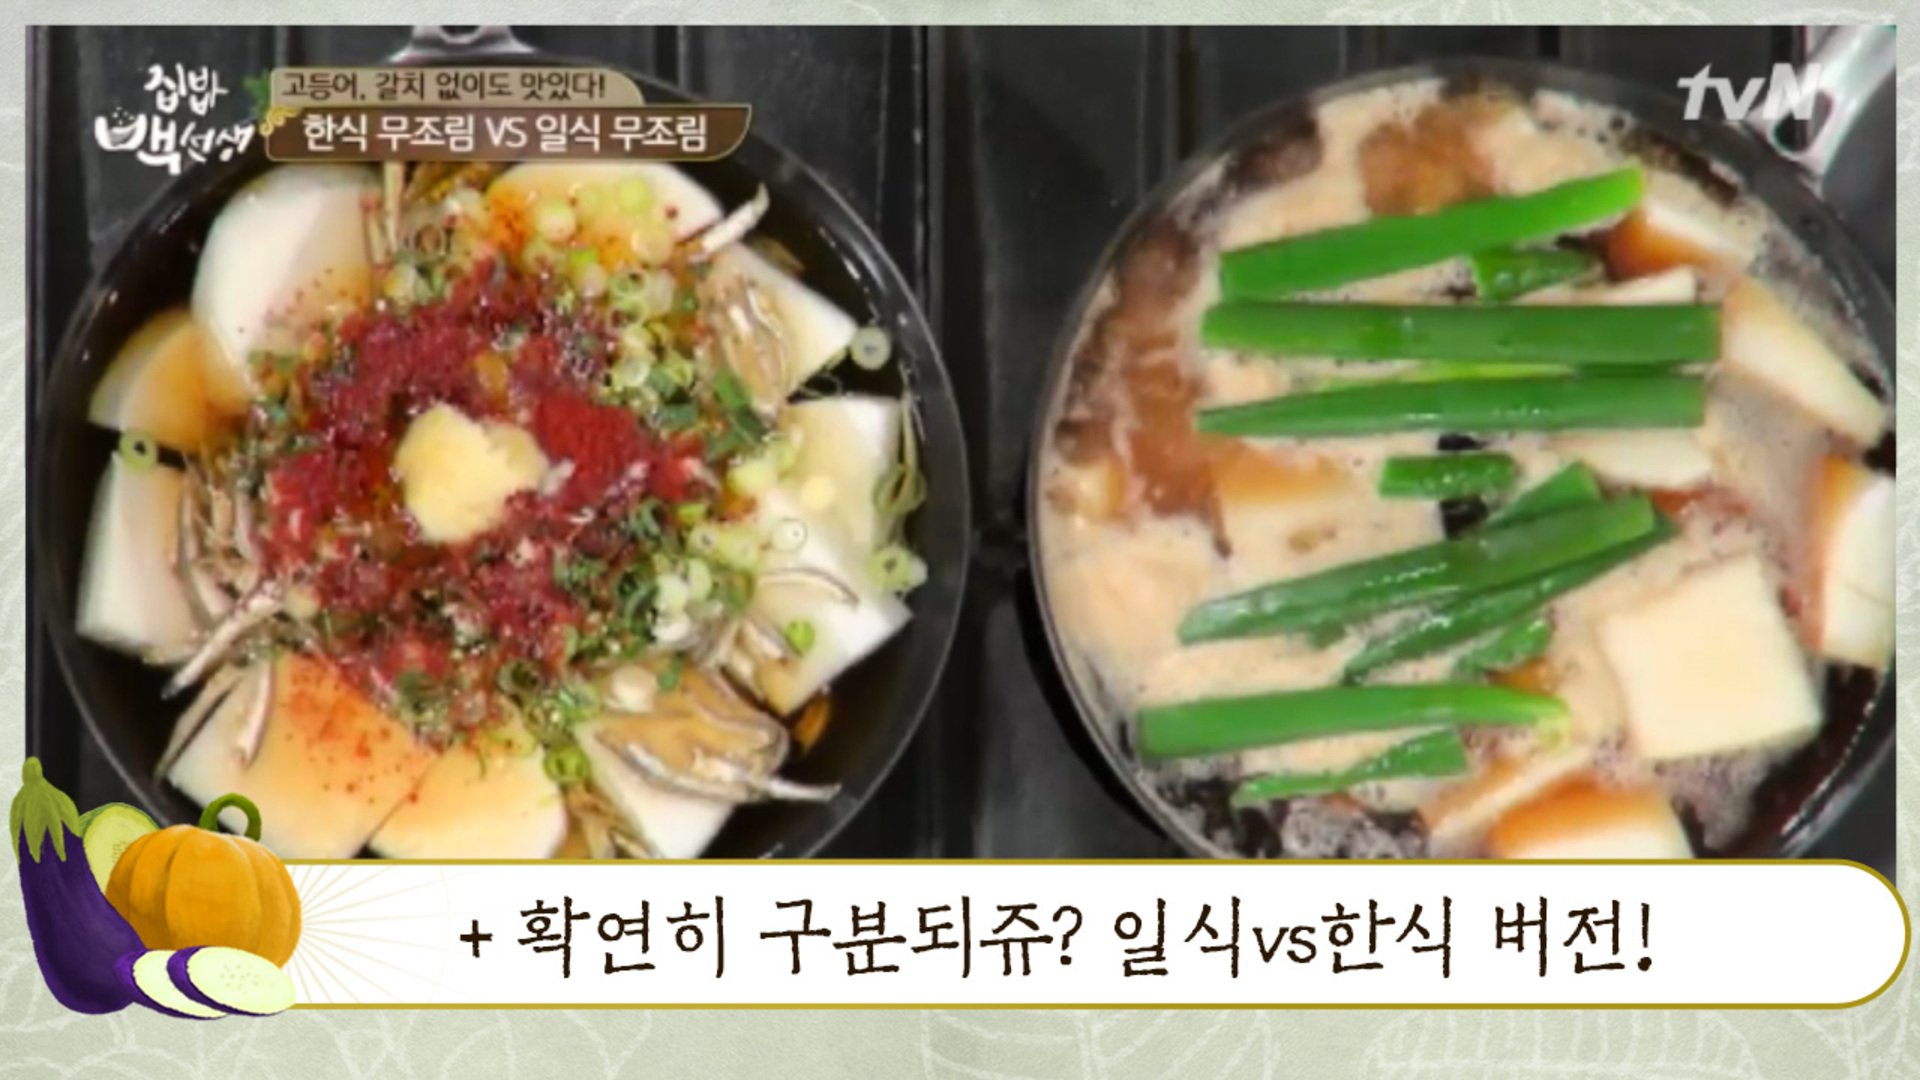 집밥
백선생
고등어, 갈치 없이도 맛있다!
한식 무조림 VS 일식 무조림
tvN
+ 확연히 구분되쥬? 일식vs한식 버전!